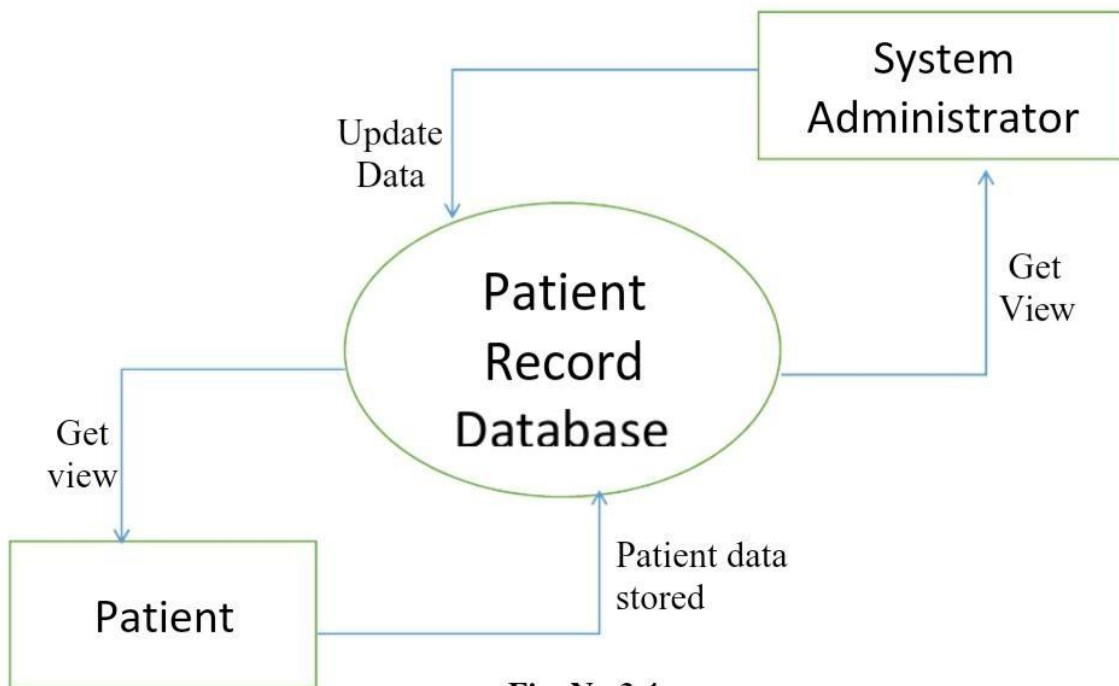 System
Administrator
Update
Data
Patient
Record
Database
Get
View
Get
view
Patient data
stored
Patient